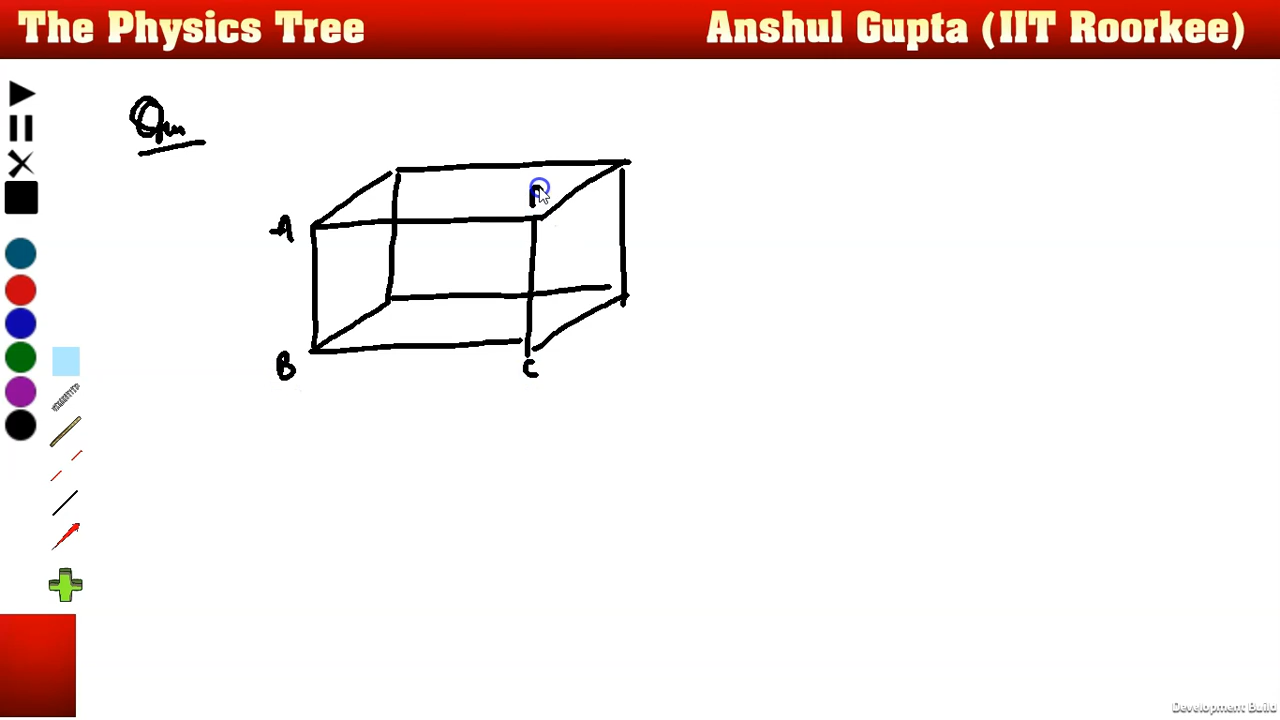 The Physics Tree
Anshul Gupta (IIT Roorkee)
Qun
A
B
C
Development Build